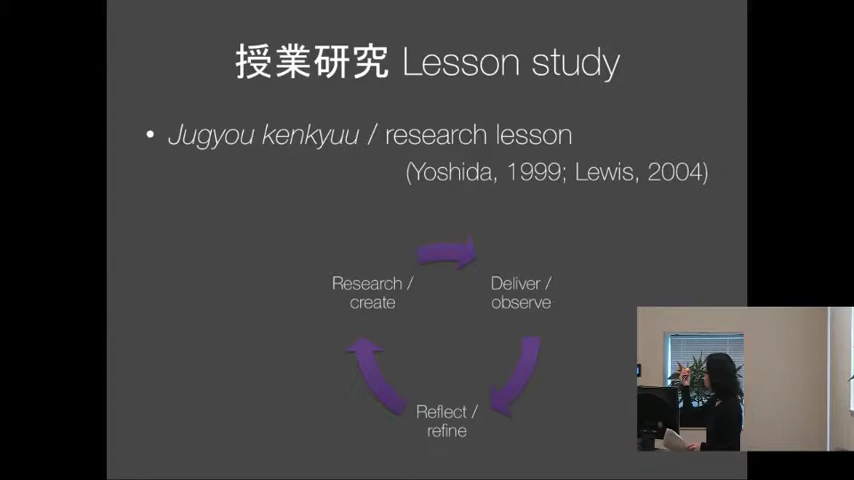 授業研究 Lesson study
• Jugyou kenkyuu / research lesson
(Yoshida, 1999; Lewis, 2004)
Research /
create
Deliver /
observe
Reflect /
refine